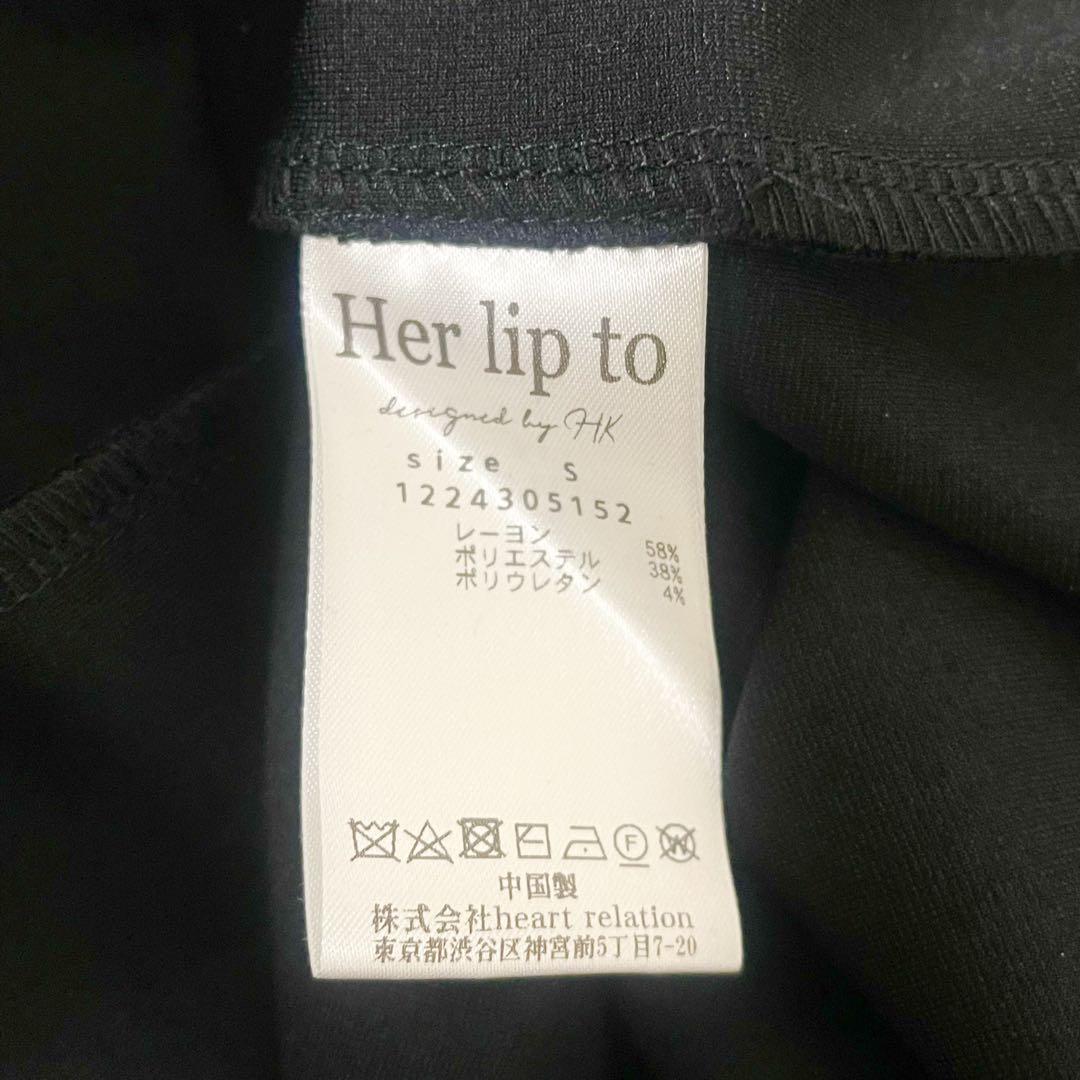 Her lip to
designed by HK
size S
1224305152
レーヨン 58%
ポリエステル 38%
ポリウレタン 4%
F W
中国製
株式会社heart relation
東京都渋谷区神宮前5丁目7-20